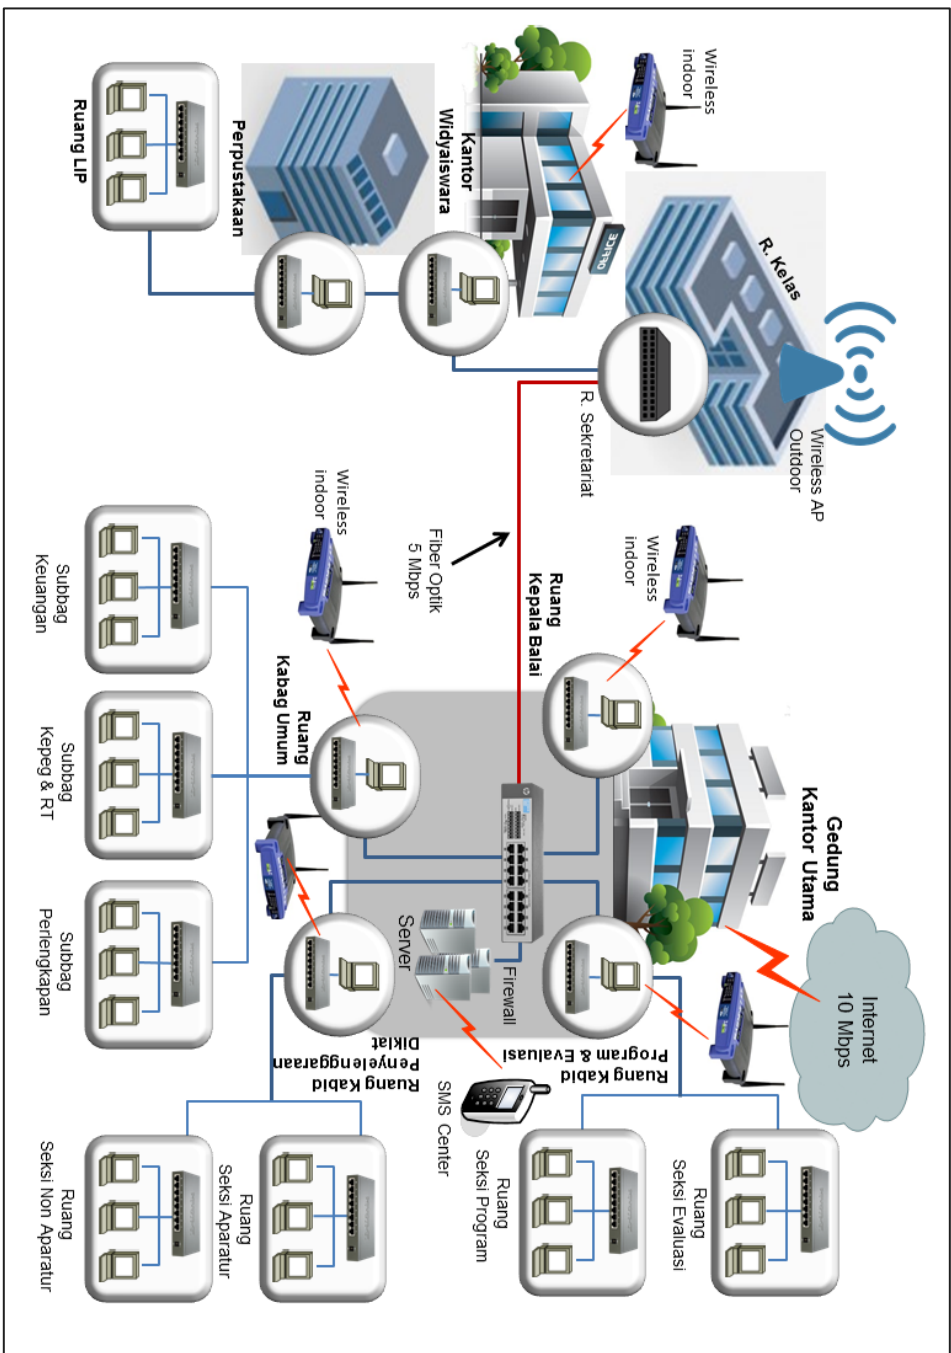 Wireless
indoor
R. Kelas
Wireless AP
Outdoor
OFFICE
Kantor
Widyaiswara
Perpustakaan
Ruang LIP
R. Sekretariat
Fiber Optik
5 Mbps
Wireless
indoor
Ruang
Kepala Balai
Wireless
indoor
Ruang
Kabag Umum
Subbag
Keuangan
Subbag
Kepeg & RT
Subbag
Perlengkapan
Gedung
Kantor Utama
Internet
10 Mbps
Firewall
Server
SMS Center
Ruang Kabid
Program & Evaluasi
Ruang Kabid
Penyelenggaraan
Diklat
Ruang
Seksi Evaluasi
Ruang
Seksi Program
Ruang
Seksi Aparatur
Ruang
Seksi Non Aparatur